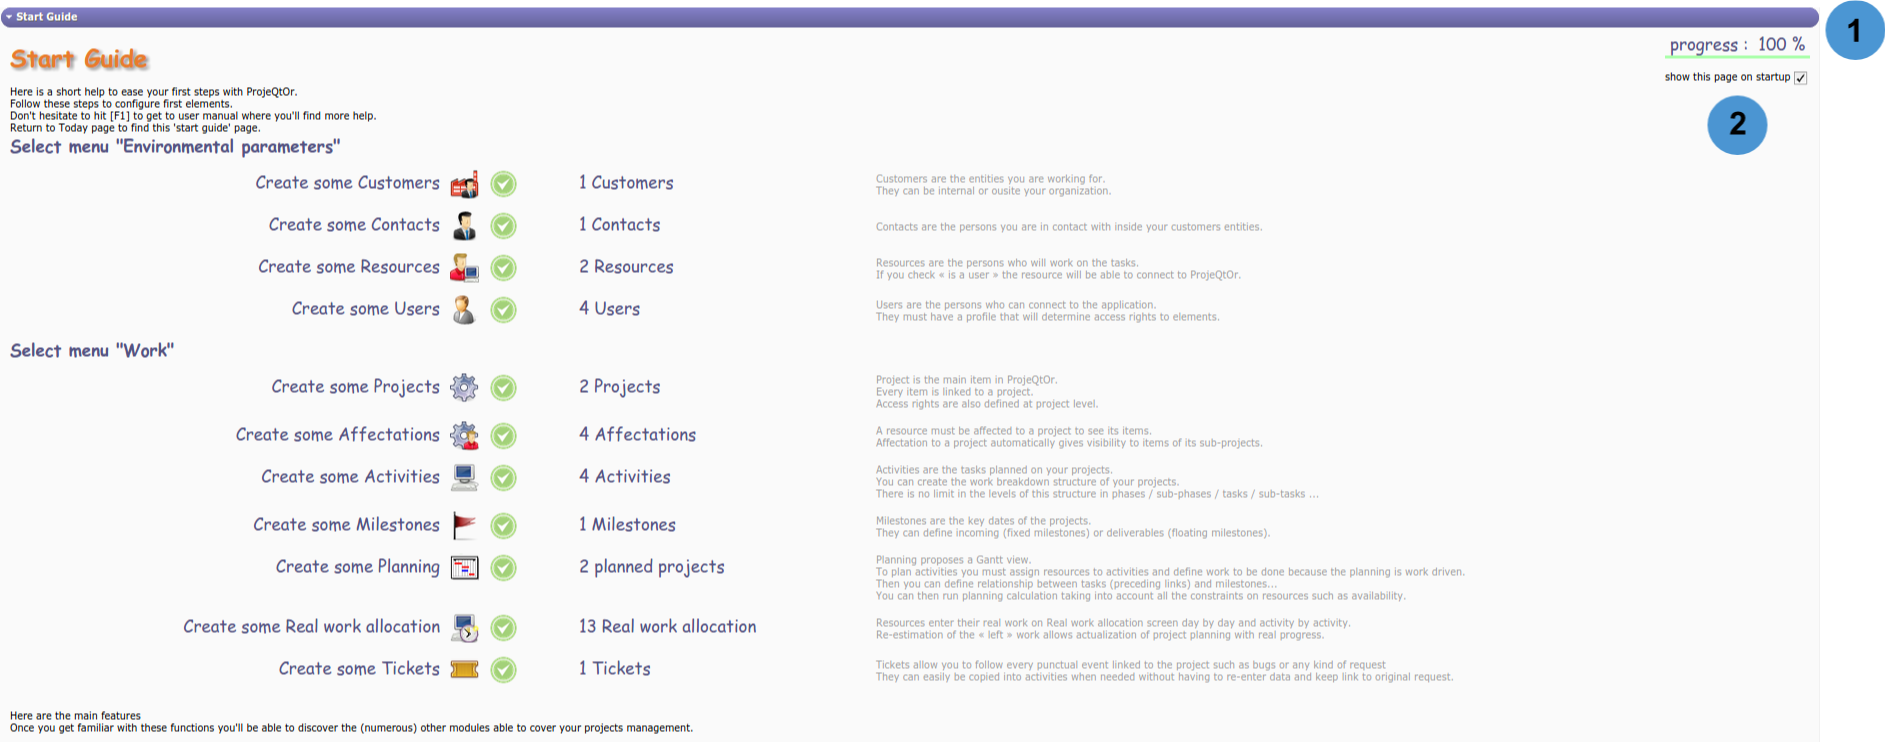 Start Guide
1
Start Guide
progress : 100 %
show this page on startup
2
Here is a short help to ease your first steps with ProjeQtOr.
Follow these steps to configure first elements.
Don't hesitate to hit [F1] to get to user manual where you'll find more help.
Return to Today page to find this 'start guide' page.
Select menu "Environmental parameters"
Create some Customers
1 Customers
Customers are the entities you are working for.
They can be internal or ousite your organization.
Create some Contacts
1 Contacts
Contacts are the persons you are in contact with inside your customers entities.
Create some Resources
2 Resources
Resources are the persons who will work on the tasks.
If you check « is a user » the resource will be able to connect to ProjeQtOr.
Create some Users
4 Users
Users are the persons who can connect to the application.
They must have a profile that will determine access rights to elements.
Select menu "Work"
Create some Projects
2 Projects
Project is the main item in ProjeQtOr.
Every item is linked to a project.
Access rights are also defined at project level.
Create some Affectations
4 Affectations
A resource must be affected to a project to see its items.
Affectation to a project automatically gives visibility to items of its sub-projects.
Create some Activities
4 Activities
Activities are the tasks planned on your projects.
You can create the work breakdown structure of your projects.
There is no limit in the levels of this structure in phases / sub-phases / tasks / sub-tasks ...
Create some Milestones
1 Milestones
Milestones are the key dates of the projects.
They can define incoming (fixed milestones) or deliverables (floating milestones).
Create some Planning
2 planned projects
Planning proposes a Gantt view.
To plan activities you must assign resources to activities and define work to be done because the planning is work driven.
Then you can define relationship between tasks (preceding links) and milestones...
You can then run planning calculation taking into account all the constraints on resources such as availability.
Create some Real work allocation
13 Real work allocation
Resources enter their real work on Real work allocation screen day by day and activity by activity.
Re-estimation of the « left » work allows actualization of project planning with real progress.
Create some Tickets
1 Tickets
Tickets allow you to follow every punctual event linked to the project such as bugs or any kind of request
They can easily be copied into activities when needed without having to re-enter data and keep link to original request.
Here are the main features
Once you get familiar with these functions you'll be able to discover the (numerous) other modules able to cover your projects management.